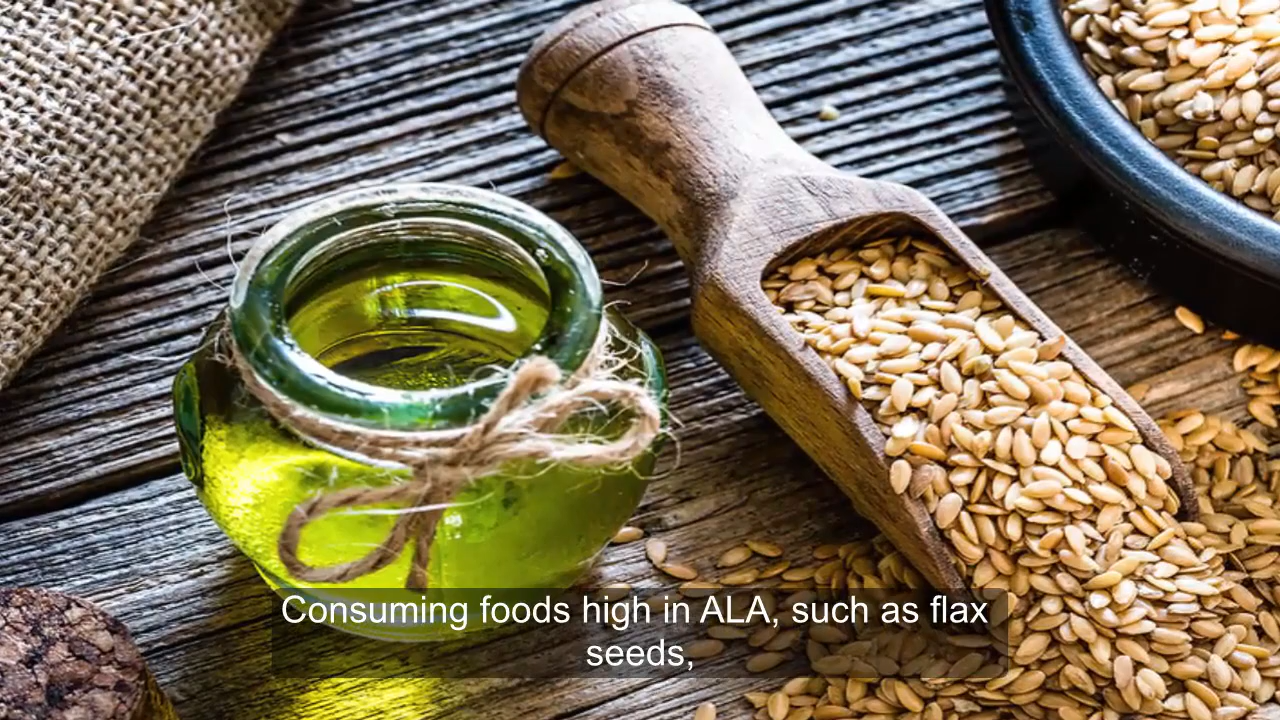 Consuming foods high in ALA, such as flax
seeds,